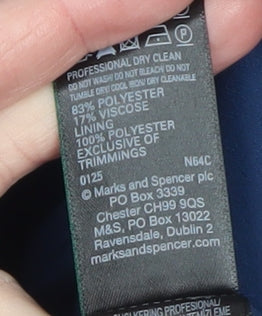 PROFESSIONAL DRY CLEAN
DO NOT WASH/ DO NOT BLEACH/ DO NOT
TUMBLE DRY/ COOL IRON/ DRY CLEANABLE
83% POLYESTER
17% VISCOSE
LINING
100% POLYESTER
EXCLUSIVE OF
TRIMMINGS
0125 N64C
© Marks and Spencer plc
PO Box 3339
Chester CH99 9QS
M&S, PO Box 13022
Ravensdale, Dublin 2
marksandspencer.com